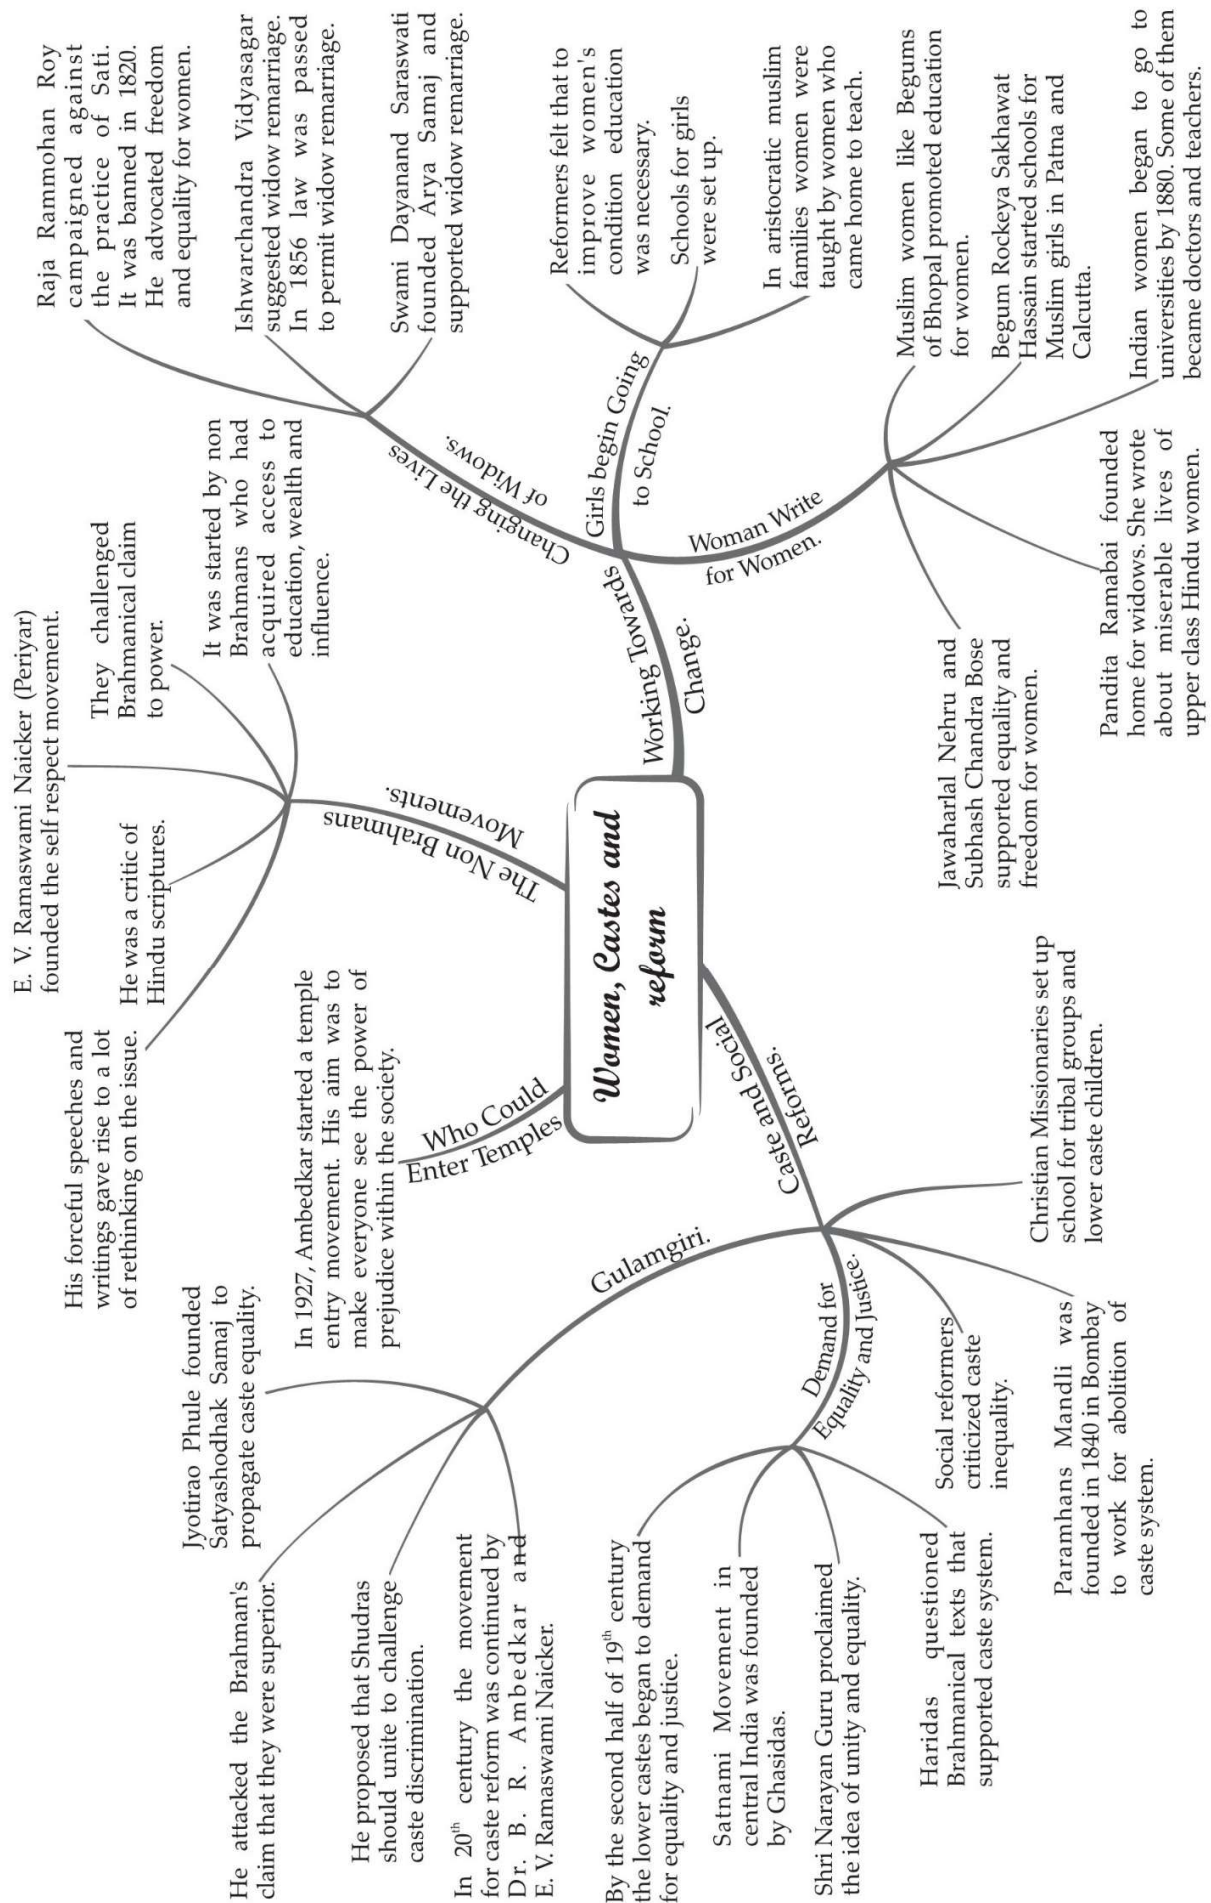 Women, Castes and
reform
Working Towards
Change.
Changing the Lives
of Widows.
Raja Rammohan Roy
campaigned against
the practice of Sati.
It was banned in 1820.
He advocated freedom
and equality for women.
Ishwarchandra Vidyasagar
suggested widow remarriage.
In 1856 law was passed
to permit widow remarriage.
Swami Dayanand Saraswati
founded Arya Samaj and
supported widow remarriage.
Girls begin Going
to School.
Reformers felt that to
improve women's
condition education
was necessary.
Schools for girls
were set up.
In aristocratic muslim
families women were
taught by women who
came home to teach.
Woman Write
for Women.
Muslim women like Begums
of Bhopal promoted education
for women.
Begum Rockeya Sakhawat
Hassain started schools for
Muslim girls in Patna and
Calcutta.
Indian women began to go to
universities by 1880. Some of them
became doctors and teachers.
Pandita Ramabai founded
home for widows. She wrote
about miserable lives of
upper class Hindu women.
Jawaharlal Nehru and
Subhash Chandra Bose
supported equality and
freedom for women.
Caste and Social
Reforms.
Christian Missionaries set up
school for tribal groups and
lower caste children.
Paramhans Mandli was
founded in 1840 in Bombay
to work for abolition of
caste system.
Social reformers
criticized caste
inequality.
Demand for
Equality and Justice.
By the second half of 19th century
the lower castes began to demand
for equality and justice.
Satnami Movement in
central India was founded
by Ghasidas.
Shri Narayan Guru proclaimed
the idea of unity and equality.
Haridas questioned
Brahmanical texts that
supported caste system.
Gulamgiri.
Jyotirao Phule founded
Satyashodhak Samaj to
propagate caste equality.
He attacked the Brahman's
claim that they were superior.
He proposed that Shudras
should unite to challenge
caste discrimination.
In 20th century the movement
for caste reform was continued by
Dr. B. R. Ambedkar and
E. V. Ramaswami Naicker.
Who Could
Enter Temples
In 1927, Ambedkar started a temple
entry movement. His aim was to
make everyone see the power of
prejudice within the society.
The Non Brahmans
Movements.
His forceful speeches and
writings gave rise to a lot
of rethinking on the issue.
He was a critic of
Hindu scriptures.
E. V. Ramaswami Naicker (Periyar)
founded the self respect movement.
They challenged
Brahmanical claim
to power.
It was started by non
Brahmans who had
acquired access to
education, wealth and
influence.